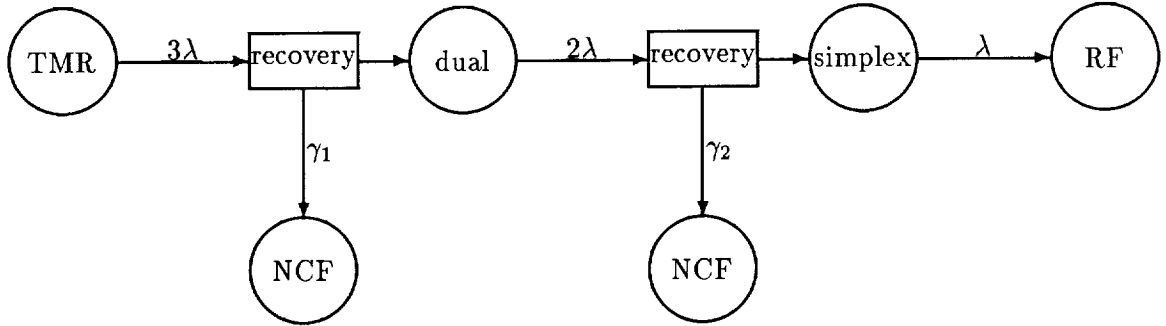 TMR
3λ
recovery
dual
2λ
recovery
simplex
λ
RF
γ₁
γ₂
NCF
NCF